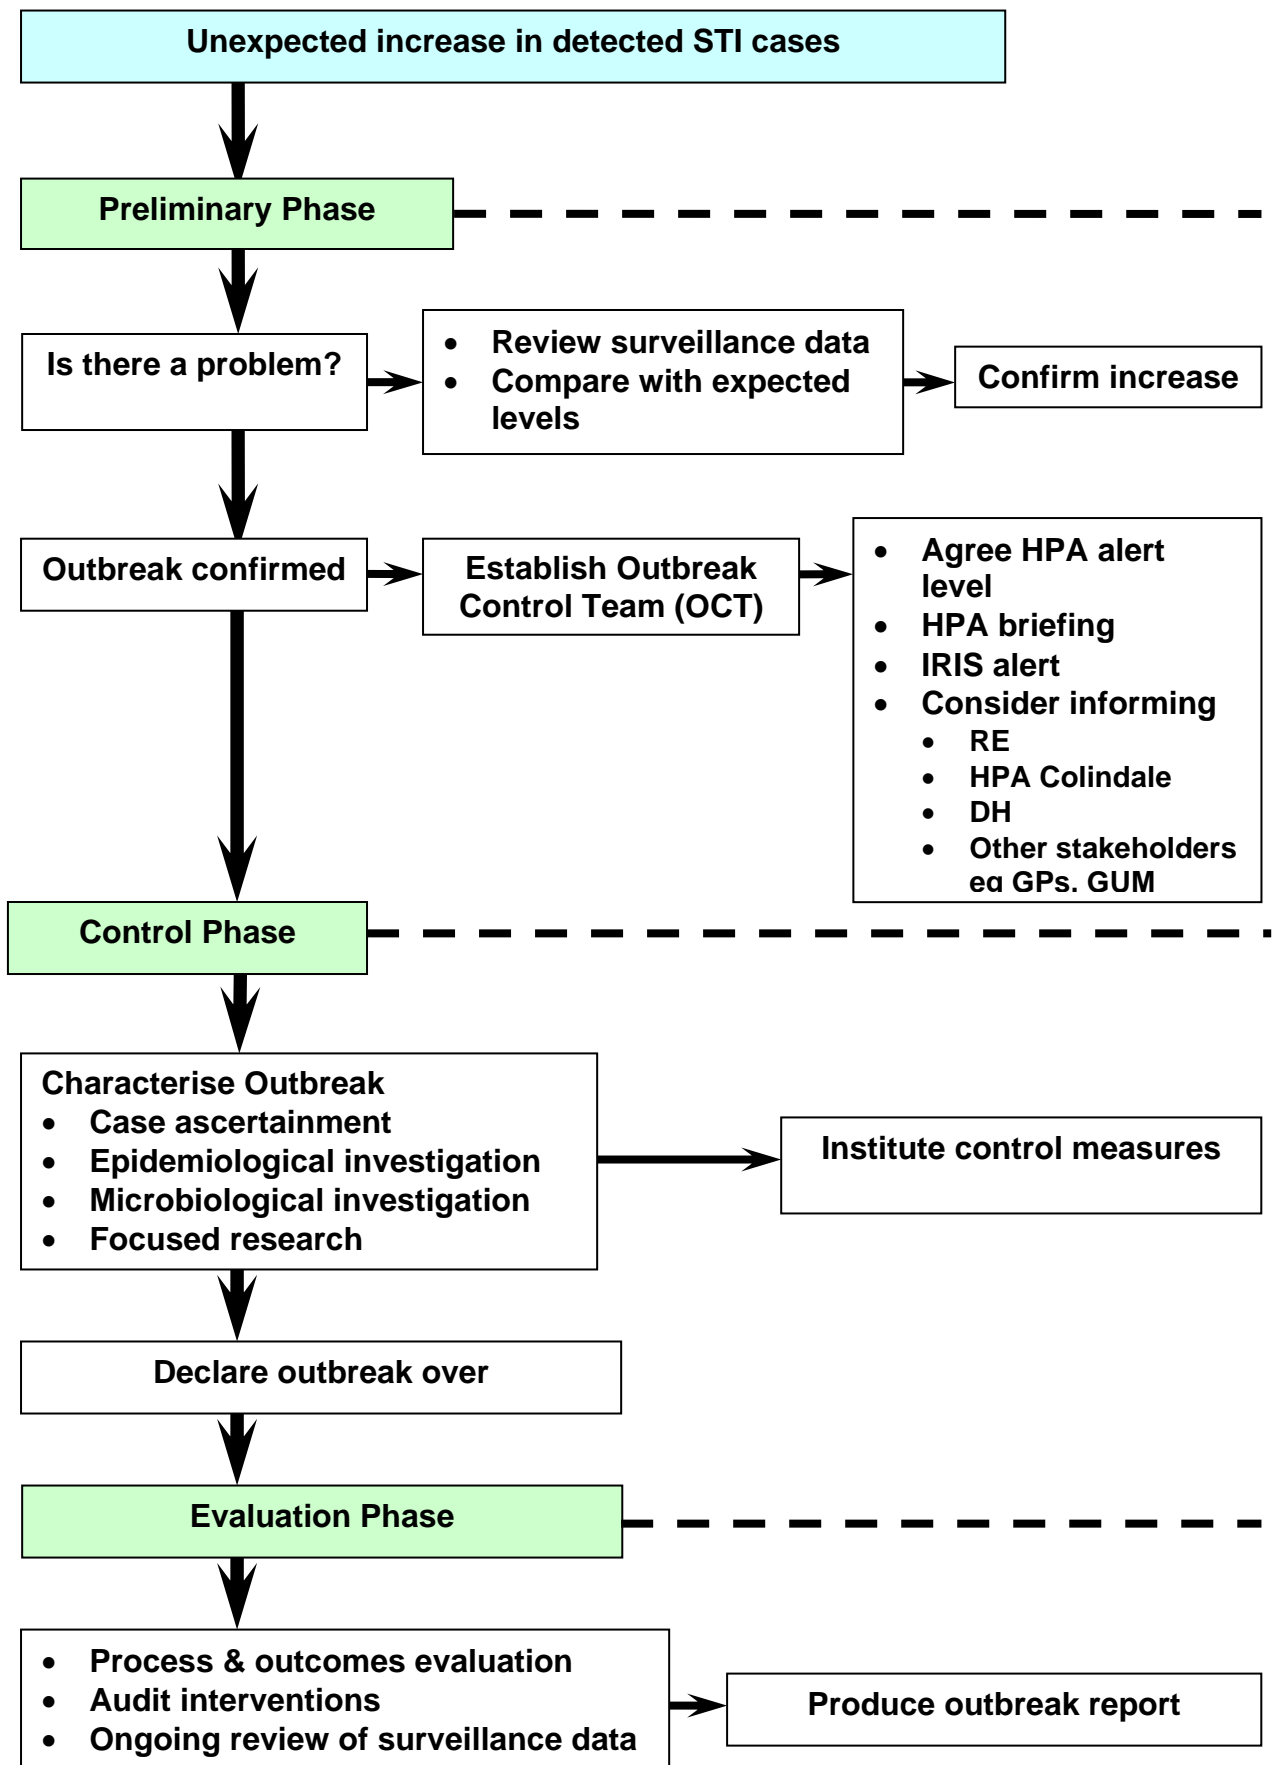 Unexpected increase in detected STI cases
Preliminary Phase
Is there a problem?
• Review surveillance data
• Compare with expected
levels
Confirm increase
Outbreak confirmed
Establish Outbreak
Control Team (OCT)
• Agree HPA alert
level
• HPA briefing
• IRIS alert
• Consider informing
• RE
• HPA Colindale
• DH
• Other stakeholders
eg GPs, GUM
Control Phase
Characterise Outbreak
• Case ascertainment
• Epidemiological investigation
• Microbiological investigation
• Focused research
Institute control measures
Declare outbreak over
Evaluation Phase
• Process & outcomes evaluation
• Audit interventions
• Ongoing review of surveillance data
Produce outbreak report